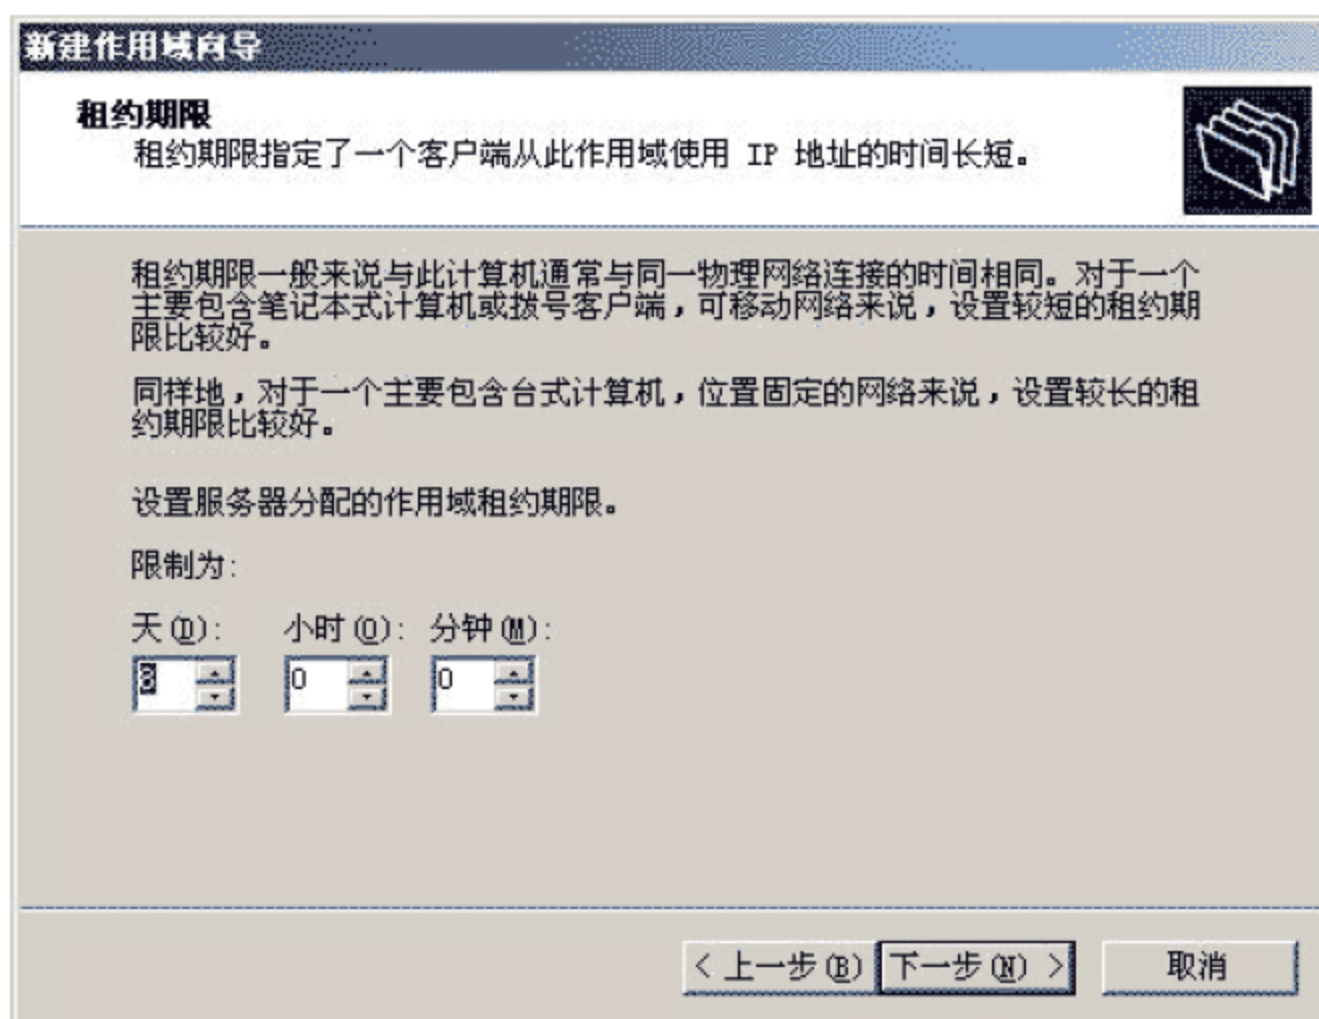 新建作用域向导
租约期限
租约期限指定了一个客户端从此作用域使用 IP 地址的时间长短。
租约期限一般来说与此计算机通常与同一物理网络连接的时间相同。对于一个
主要包含笔记本式计算机或拨号客户端，可移动网络来说，设置较短的租约期
限比较好。
同样地，对于一个主要包含台式计算机，位置固定的网络来说，设置较长的租
约期限比较好。
设置服务器分配的作用域租约期限。
限制为:
天(D): 小时(O): 分钟(M):
8 0 0
< 上一步(B) 下一步(N) > 取消